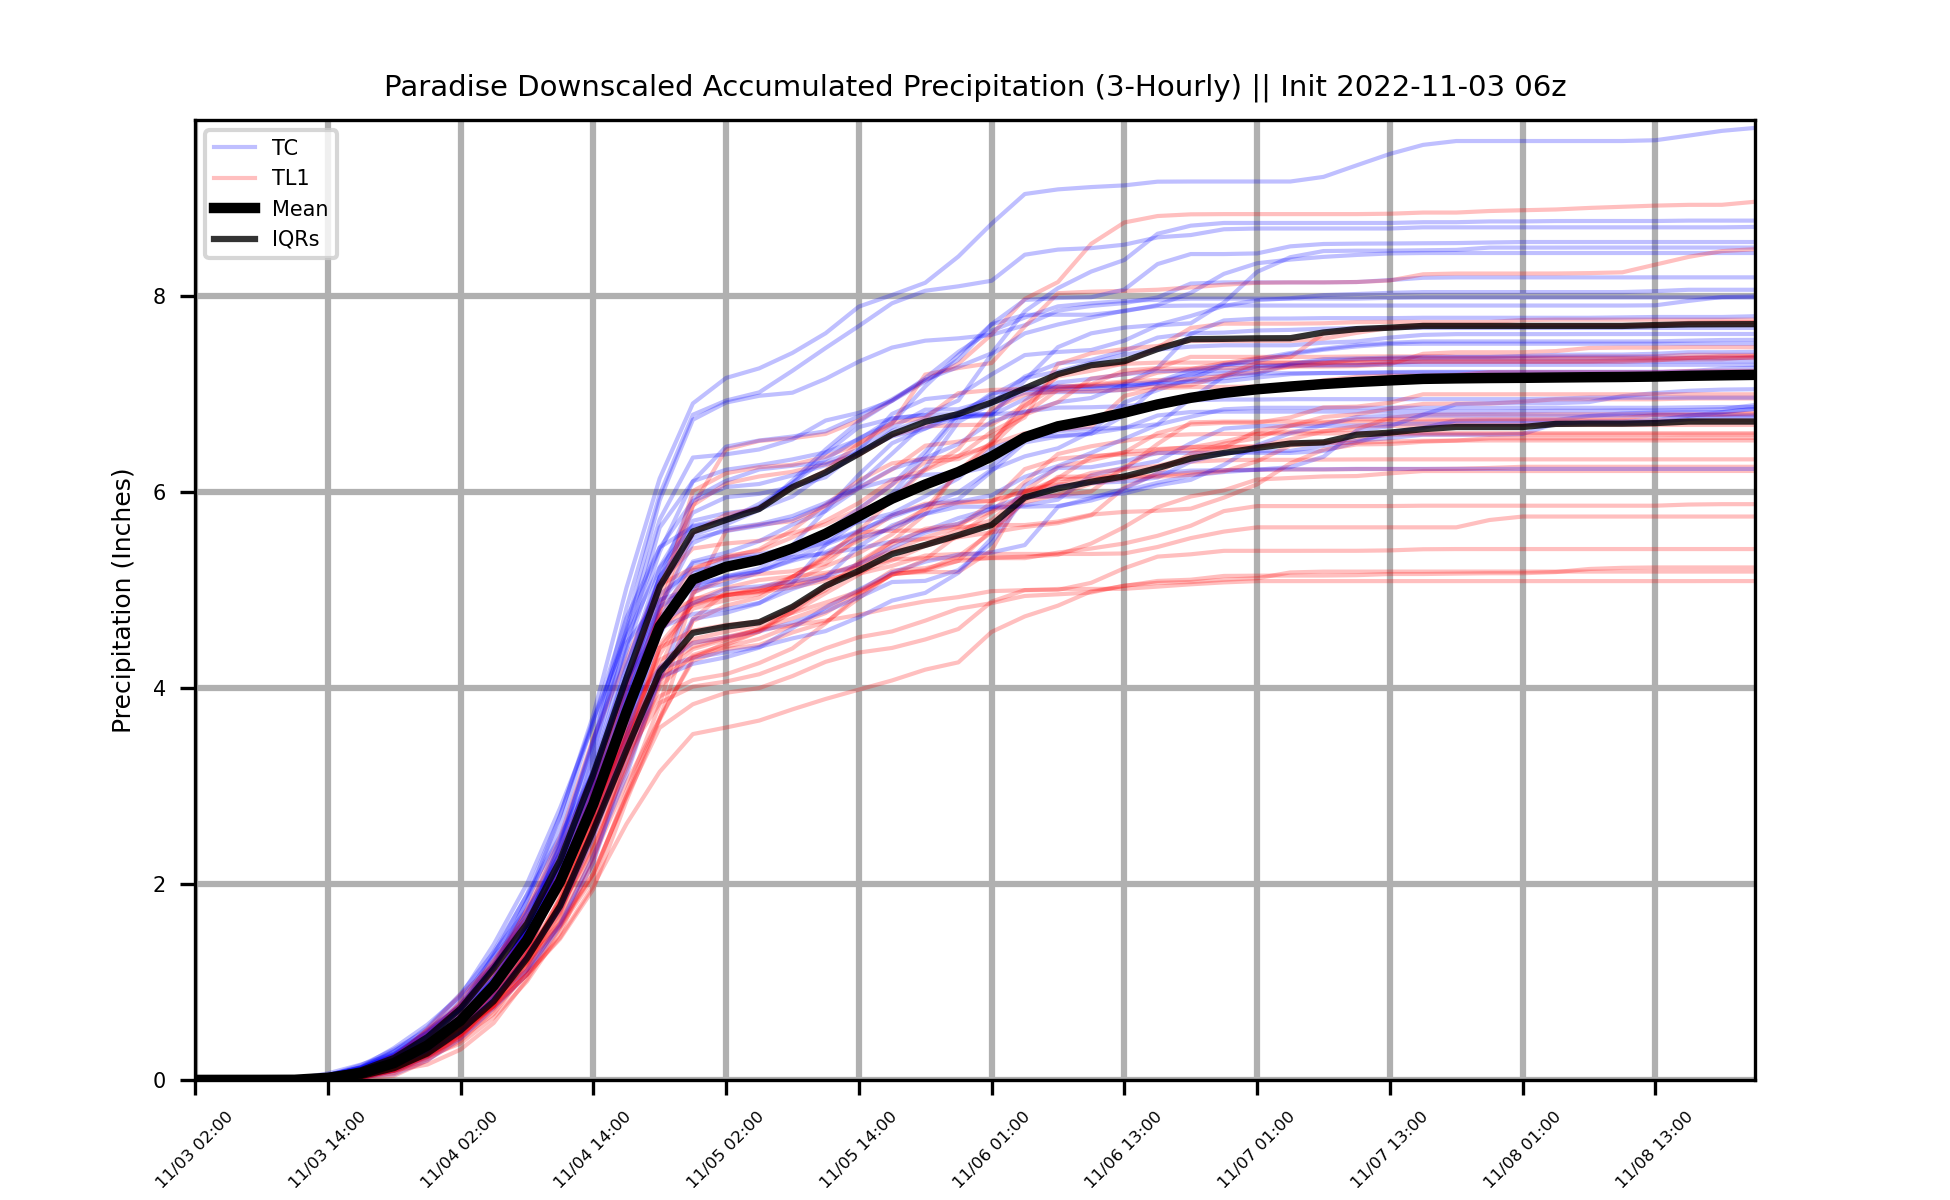 Paradise Downscaled Accumulated Precipitation (3-Hourly) || Init 2022-11-03 06z
TC
TL1
Mean
IQRs
Precipitation (Inches)
8
6
4
2
0
11/03 02:00
11/03 14:00
11/04 02:00
11/04 14:00
11/05 02:00
11/05 14:00
11/06 01:00
11/06 13:00
11/07 01:00
11/07 13:00
11/08 01:00
11/08 13:00